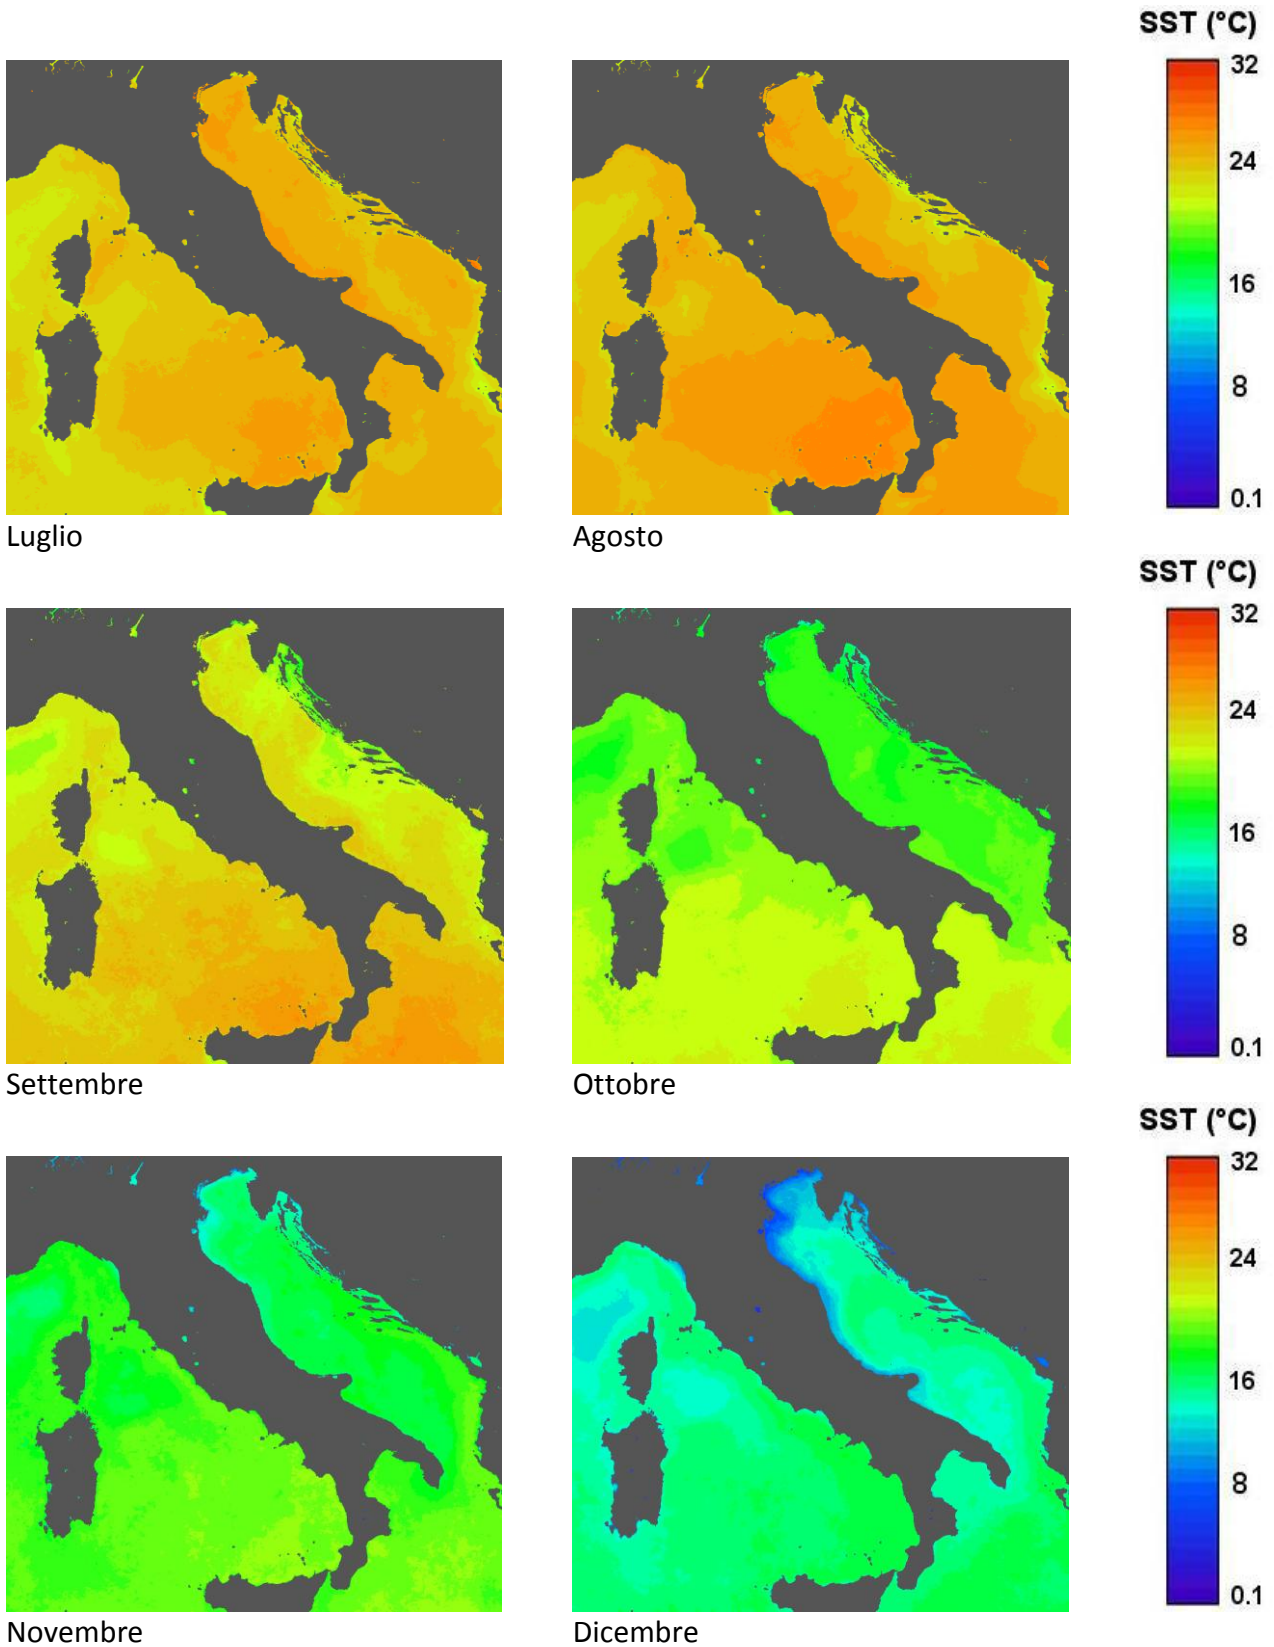 SST (°C)
32
24
16
8
0.1
Luglio
Agosto
SST (°C)
32
24
16
8
0.1
Settembre
Ottobre
SST (°C)
32
24
16
8
0.1
Novembre
Dicembre